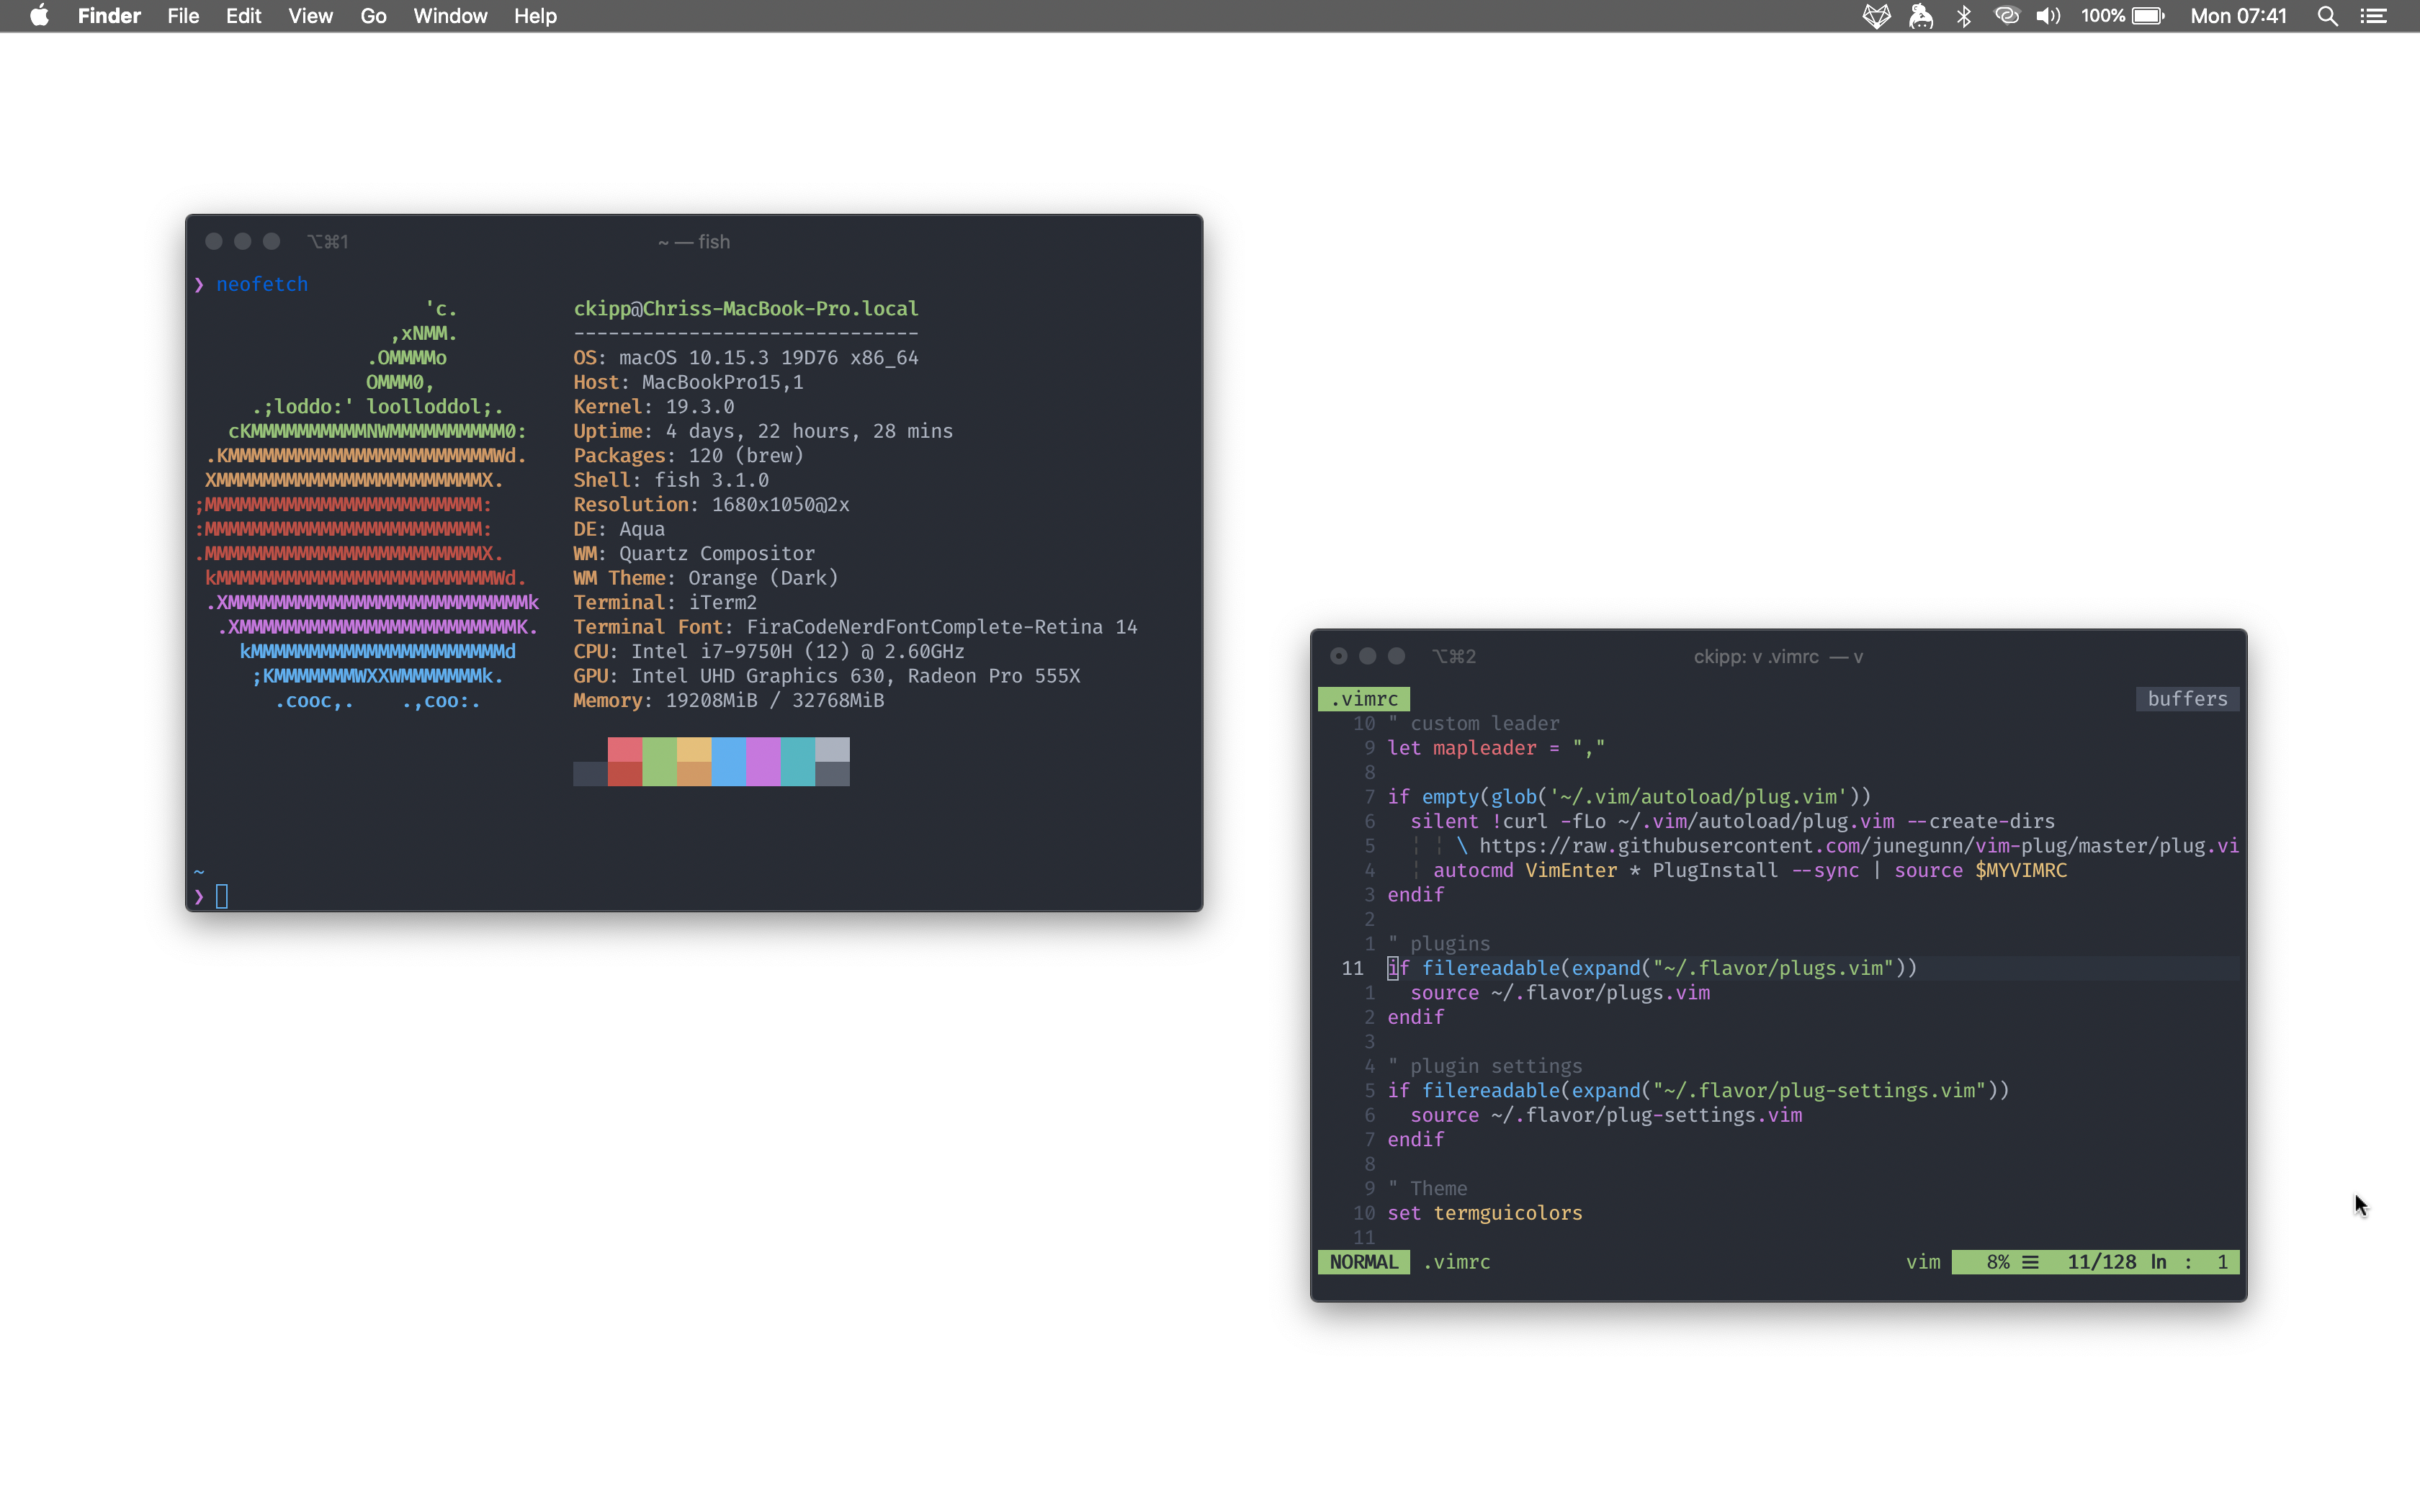 Finder File Edit View Go Window Help
100% Mon 07:41
⌥⌘1 ~ — fish
❯ neofetch
'c. ckipp@Chriss-MacBook-Pro.local
,xNMM. ------------------------------
.OMMMMo OS: macOS 10.15.3 19D76 x86_64
OMMM0, Host: MacBookPro15,1
.;loddo:' loolloddol;. Kernel: 19.3.0
cKMMMMMMMMMMNWMMMMMMMMMM0: Uptime: 4 days, 22 hours, 28 mins
.KMMMMMMMMMMMMMMMMMMMMMMMWd. Packages: 120 (brew)
XMMMMMMMMMMMMMMMMMMMMMMMX. Shell: fish 3.1.0
;MMMMMMMMMMMMMMMMMMMMMMMM: Resolution: 1680x1050@2x
:MMMMMMMMMMMMMMMMMMMMMMMM: DE: Aqua
.MMMMMMMMMMMMMMMMMMMMMMMMX. WM: Quartz Compositor
kMMMMMMMMMMMMMMMMMMMMMMMMWd. WM Theme: Orange (Dark)
.XMMMMMMMMMMMMMMMMMMMMMMMMMMk Terminal: iTerm2
.XMMMMMMMMMMMMMMMMMMMMMMMMK. Terminal Font: FiraCodeNerdFontComplete-Retina 14
kMMMMMMMMMMMMMMMMMMMMMMd CPU: Intel i7-9750H (12) @ 2.60GHz
;KMMMMMMMWXXWMMMMMMMk. GPU: Intel UHD Graphics 630, Radeon Pro 555X
.cooc,. .,coo:. Memory: 19208MiB / 32768MiB
~
❯
⌥⌘2 ckipp: v .vimrc — v
.vimrc buffers
10 " custom leader
9 let mapleader = ","
8
7 if empty(glob('~/.vim/autoload/plug.vim'))
6 silent !curl -fLo ~/.vim/autoload/plug.vim --create-dirs
5 ¦ ¦ \ https://raw.githubusercontent.com/junegunn/vim-plug/master/plug.vi
4 ¦ autocmd VimEnter * PlugInstall --sync | source $MYVIMRC
3 endif
2
1 " plugins
11 if filereadable(expand("~/.flavor/plugs.vim"))
1 source ~/.flavor/plugs.vim
2 endif
3
4 " plugin settings
5 if filereadable(expand("~/.flavor/plug-settings.vim"))
6 source ~/.flavor/plug-settings.vim
7 endif
8
9 " Theme
10 set termguicolors
11
NORMAL .vimrc vim 8% ☰ 11/128 ln : 1